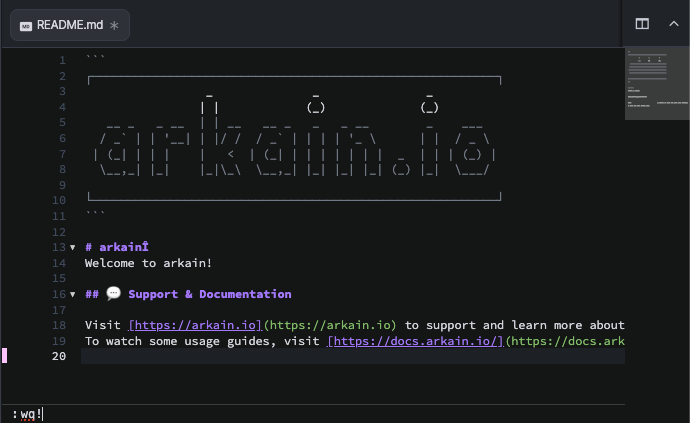 README.md *
1 ```
2 ┌──────────────────────────────────────────────────────────┐
3                  _              _               _
4                 | |            (_)             (_)
5    __ _   _ __  | | __   __ _   _   _ __        _    ___
6   / _` | | '__| | |/ /  / _` | | | | '_ \      | |  / _ \
7  | (_| | | |    |   <  | (_| | | | | | | |  _  | | | (_) |
8   \__,_| |_|    |_|\_\  \__,_| |_| |_| |_| (_) |_|  \___/
9
10 └──────────────────────────────────────────────────────────┘
11 ```
12
13 # arkainÎ
14 Welcome to arkain!
15
16 ## 💬 Support & Documentation
17
18 Visit [https://arkain.io](https://arkain.io) to support and learn more about
19 To watch some usage guides, visit [https://docs.arkain.io/](https://docs.ark
20
:wq!